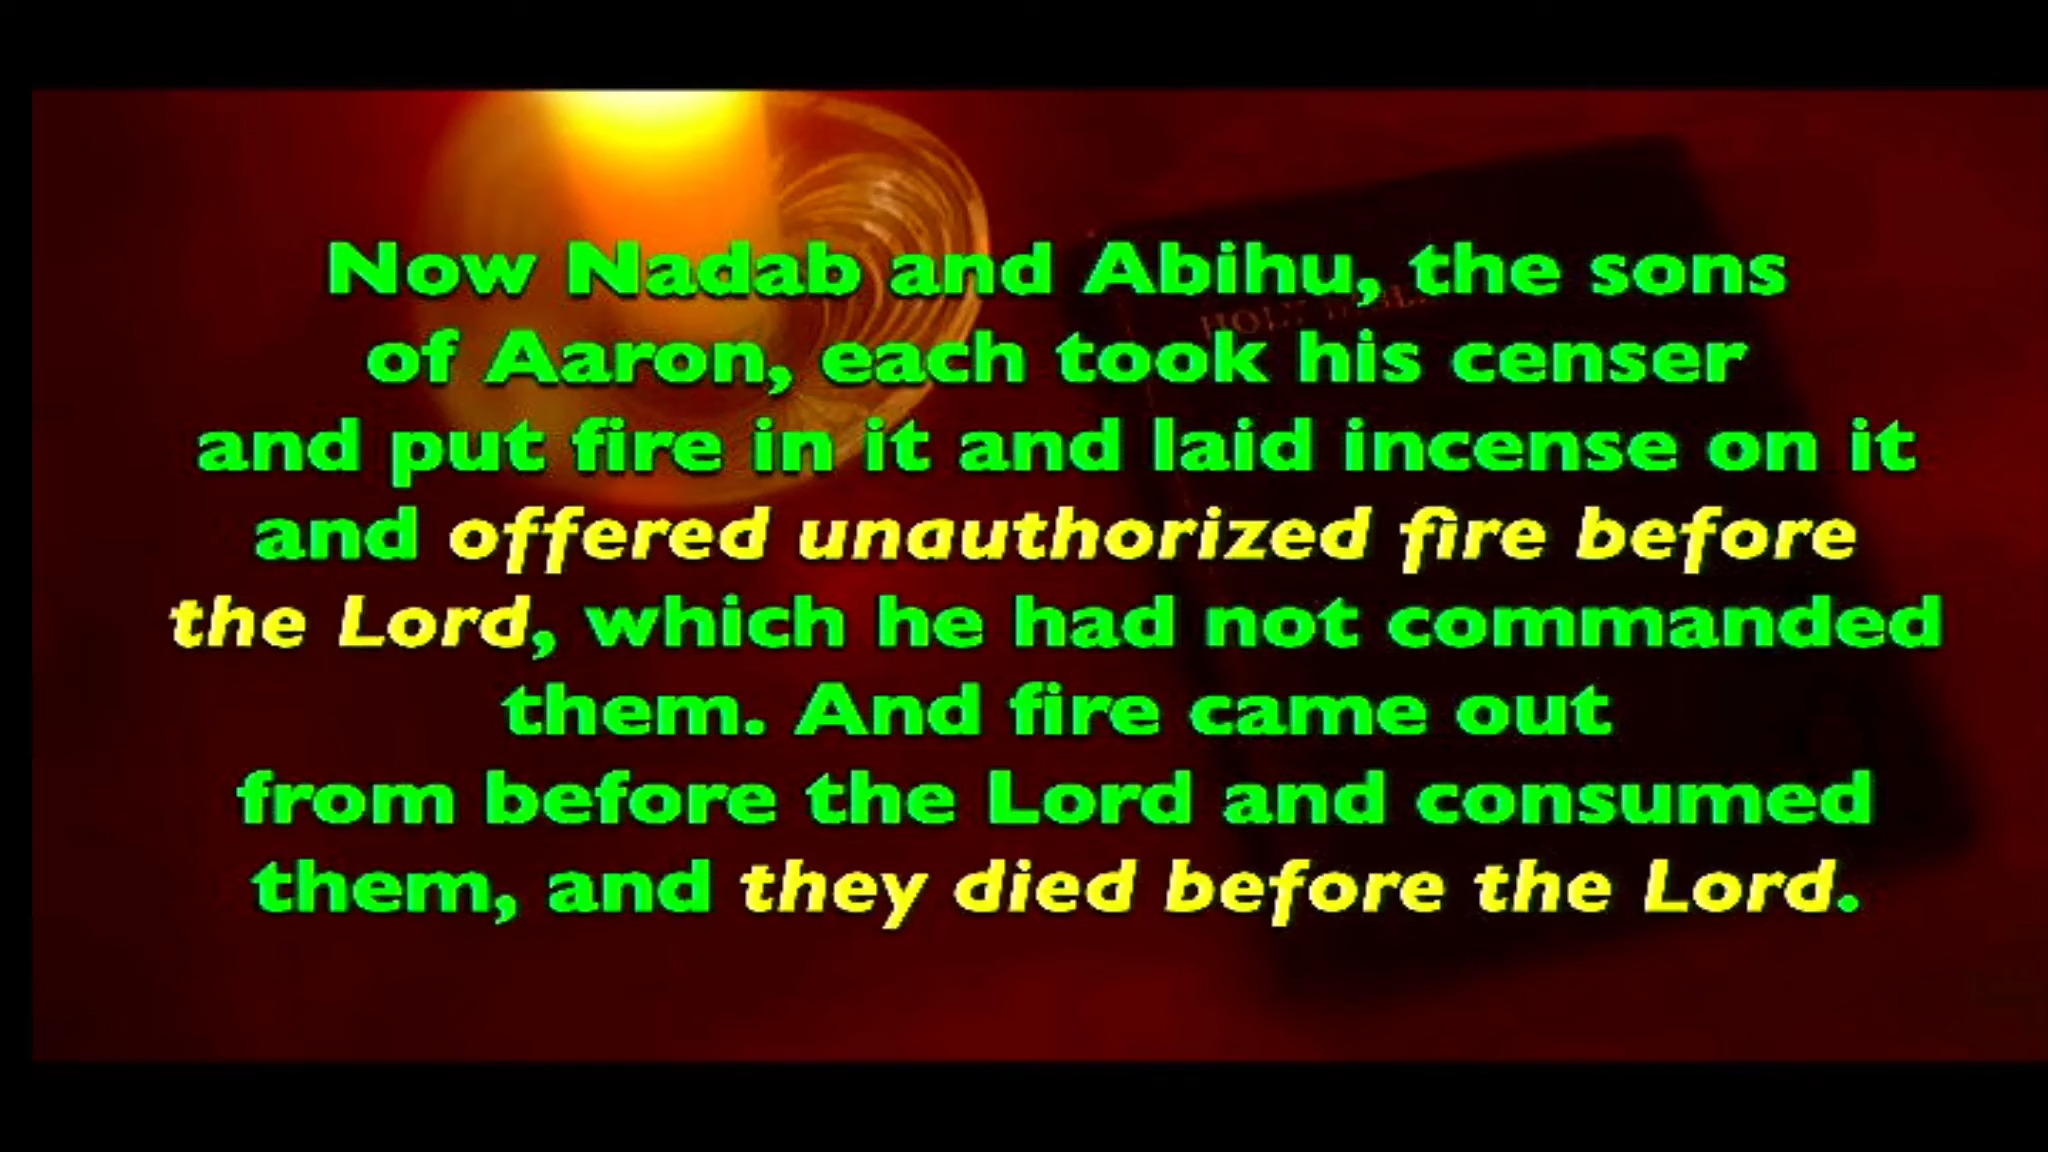 Now Nadab and Abihu, the sons
of Aaron, each took his censer
and put fire in it and laid incense on it
and offered unauthorized fire before
the Lord, which he had not commanded
them. And fire came out
from before the Lord and consumed
them, and they died before the Lord.
HOLY BIBLE